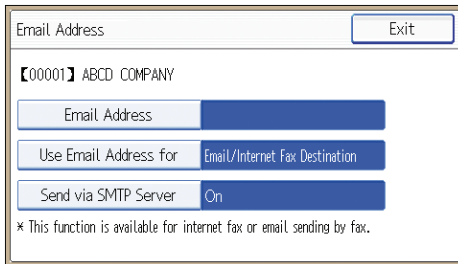 Email Address Exit
【00001】 ABCD COMPANY
Email Address
Use Email Address for Email/Internet Fax Destination
Send via SMTP Server On
* This function is available for internet fax or email sending by fax.